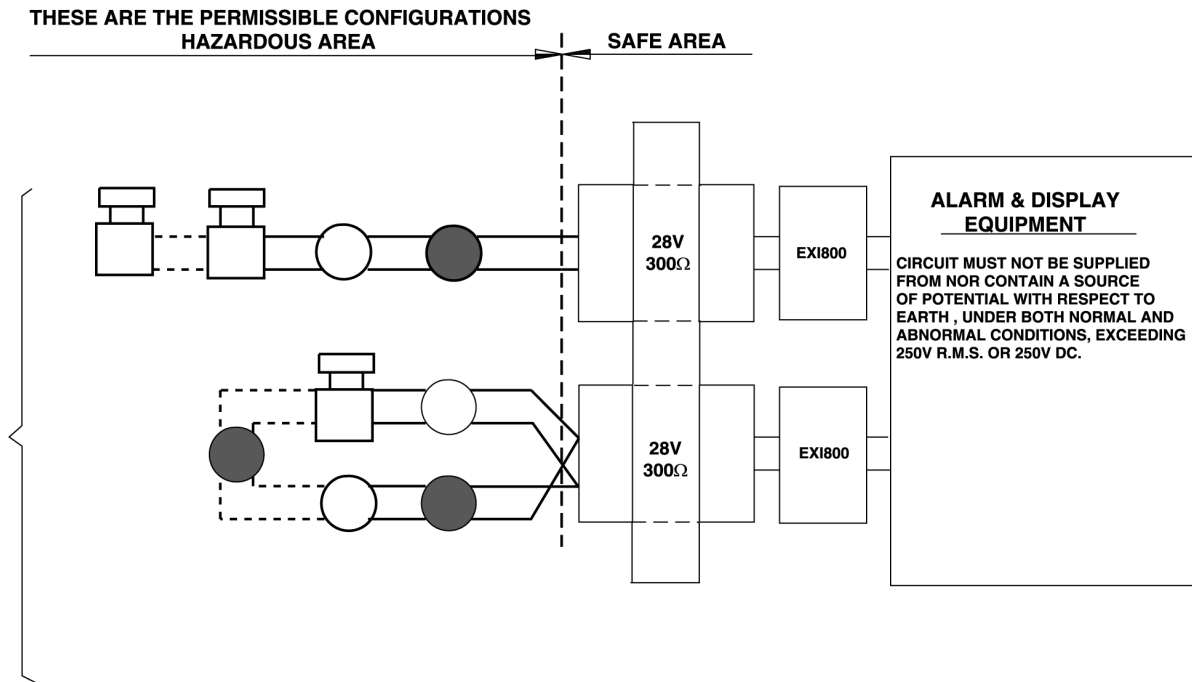 THESE ARE THE PERMISSIBLE CONFIGURATIONS
HAZARDOUS AREA
SAFE AREA
28V
300Ω
EXI800
ALARM & DISPLAY
EQUIPMENT
CIRCUIT MUST NOT BE SUPPLIED
FROM NOR CONTAIN A SOURCE
OF POTENTIAL WITH RESPECT TO
EARTH , UNDER BOTH NORMAL AND
ABNORMAL CONDITIONS, EXCEEDING
250V R.M.S. OR 250V DC.
28V
300Ω
EXI800